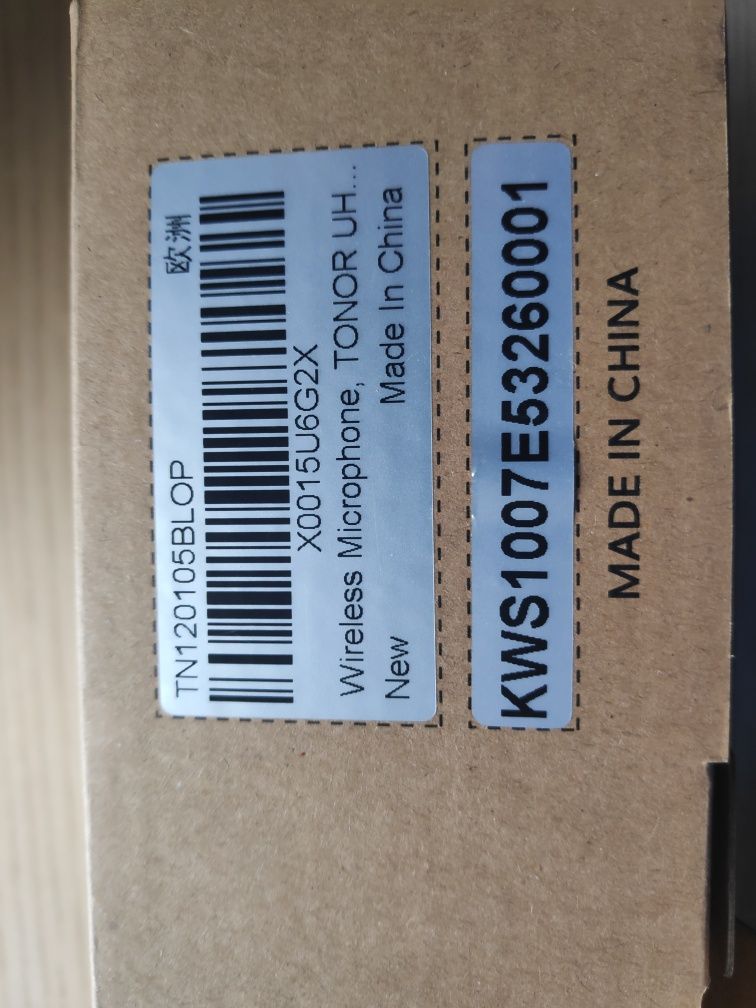 TN120105BLOP 欧洲
X0015U6G2X
Wireless Microphone, TONOR UH...
New Made In China
KWS1007E53260001
MADE IN CHINA